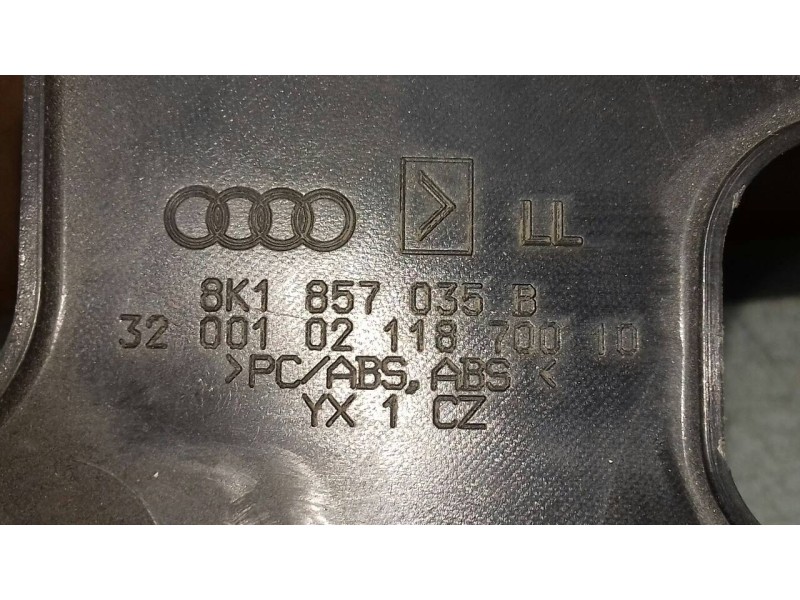 LL
8K1 857 035 B
32 001 02 118 700 10
>PC/ABS, ABS<
YX 1 CZ